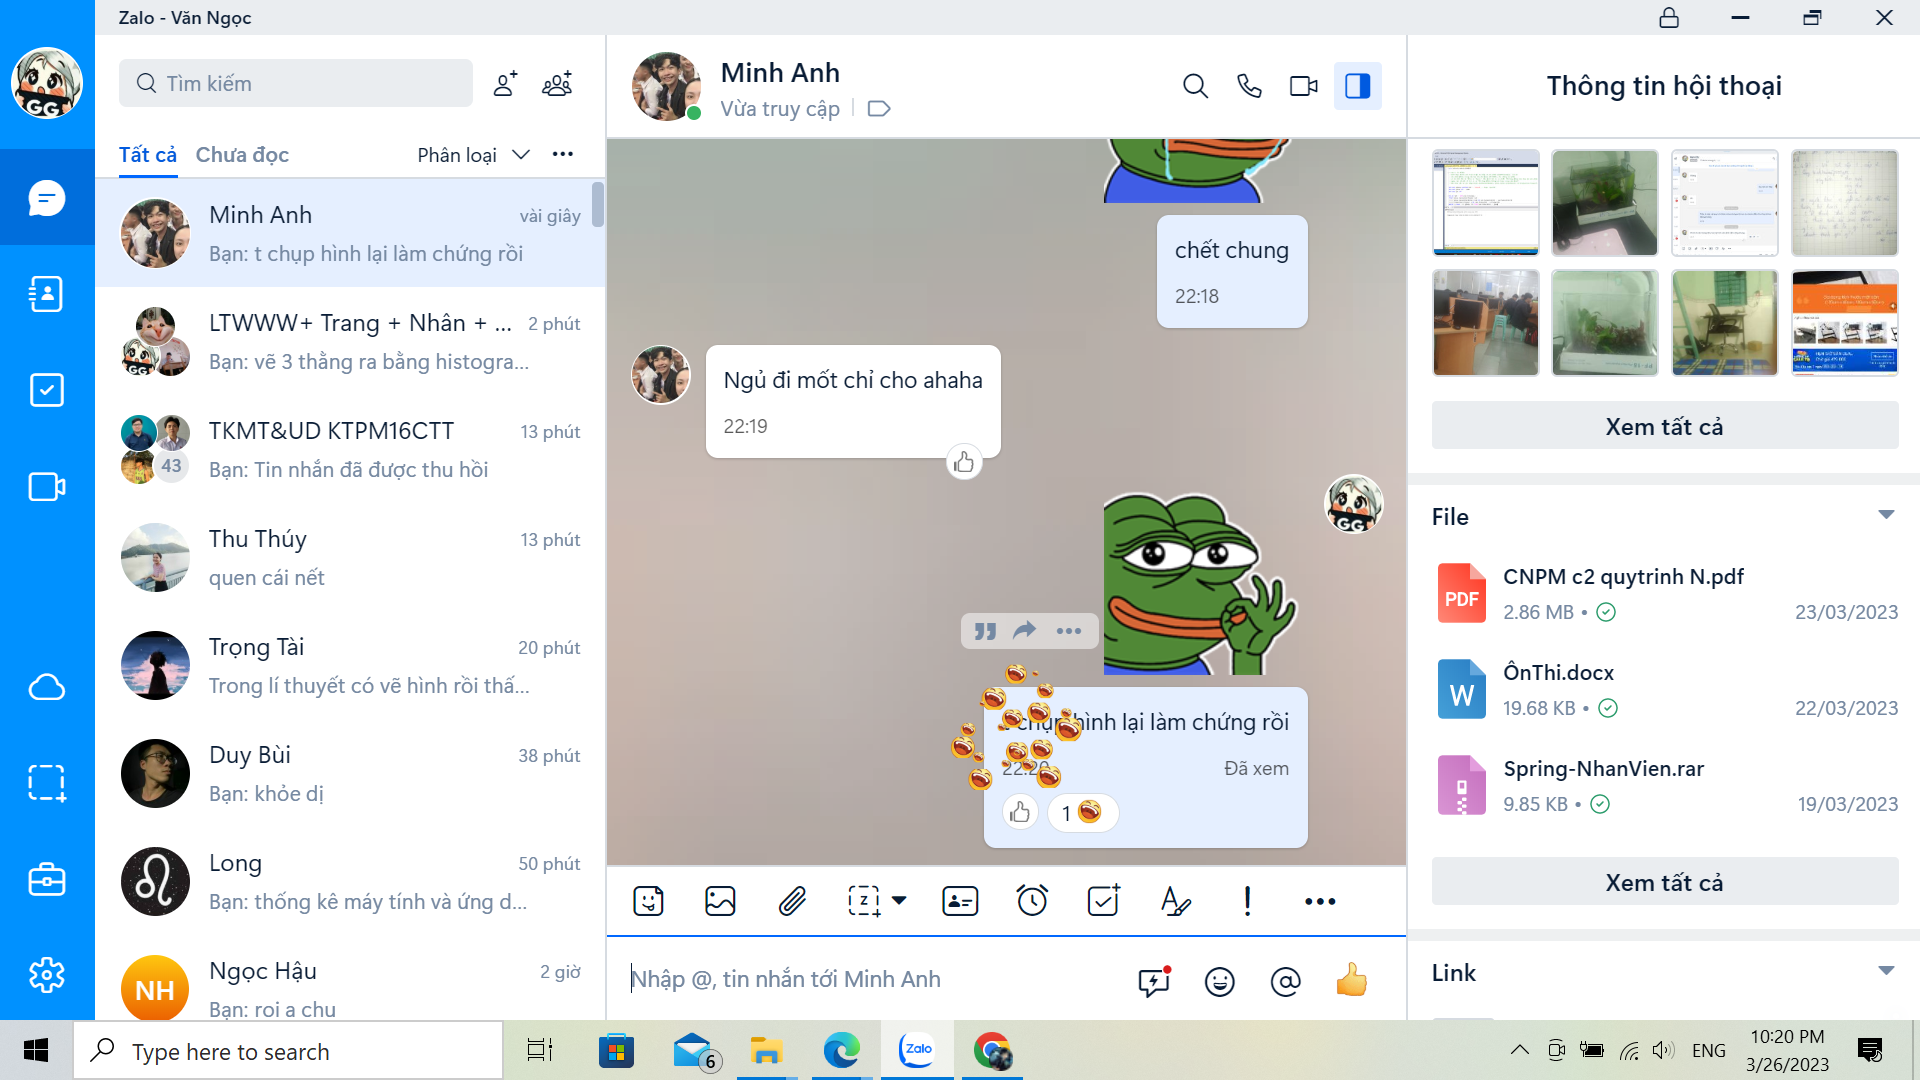 Zalo - Văn Ngọc
GG
Tìm kiếm
Tất cả
Chưa đọc
Phân loại
Minh Anh
vài giây
Bạn: t chụp hình lại làm chứng rồi
LTWWW+ Trang + Nhân + ...
2 phút
Bạn: vẽ 3 thằng ra bằng histogra...
GG
TKMT&UD KTPM16CTT
13 phút
43
Bạn: Tin nhắn đã được thu hồi
Thu Thúy
13 phút
quen cái nết
Trọng Tài
20 phút
Trong lí thuyết có vẽ hình rồi thấ...
Duy Bùi
38 phút
Bạn: khỏe dị
Long
50 phút
Bạn: thống kê máy tính và ứng d...
NH
Ngọc Hậu
2 giờ
Bạn: roi a chu
Minh Anh
Vừa truy cập
chết chung
22:18
Ngủ đi mốt chỉ cho ahaha
22:19
GG
t chụp hình lại làm chứng rồi
22:20
Đã xem
1
Nhập @, tin nhắn tới Minh Anh
Thông tin hội thoại
Xem tất cả
File
PDF
CNPM c2 quytrinh N.pdf
2.86 MB •
23/03/2023
W
ÔnThi.docx
19.68 KB •
22/03/2023
Spring-NhanVien.rar
9.85 KB •
19/03/2023
Xem tất cả
Link
Type here to search
6
Zalo
ENG
10:20 PM
3/26/2023